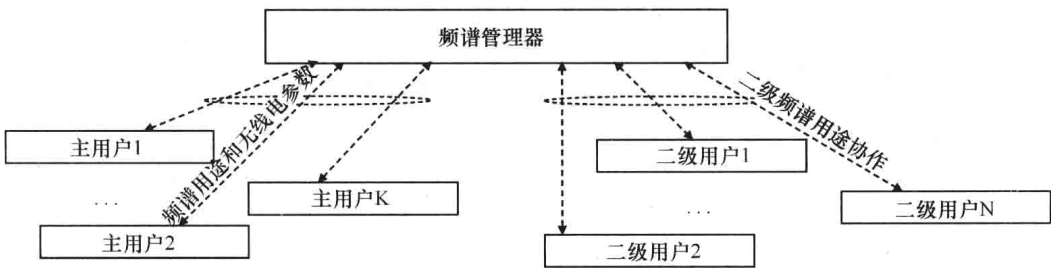 频谱管理器
频谱用途和无线电参数
二级频谱用途协作
主用户1
二级用户1
...
主用户K
...
二级用户N
主用户2
二级用户2